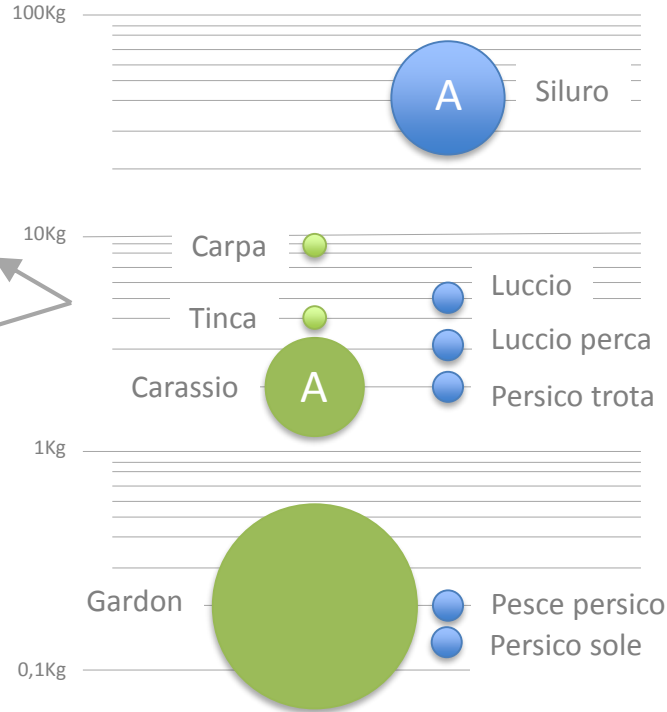 100Kg
A
Siluro
10Kg
Carpa
Luccio
Tinca
Luccio perca
Carassio
A
Persico trota
1Kg
Gardon
Pesce persico
Persico sole
0,1Kg